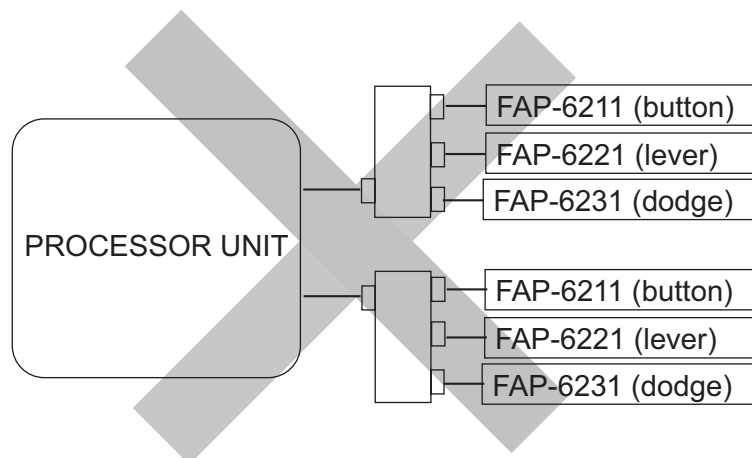 FAP-6211 (button)
FAP-6221 (lever)
FAP-6231 (dodge)
PROCESSOR UNIT
FAP-6211 (button)
FAP-6221 (lever)
FAP-6231 (dodge)